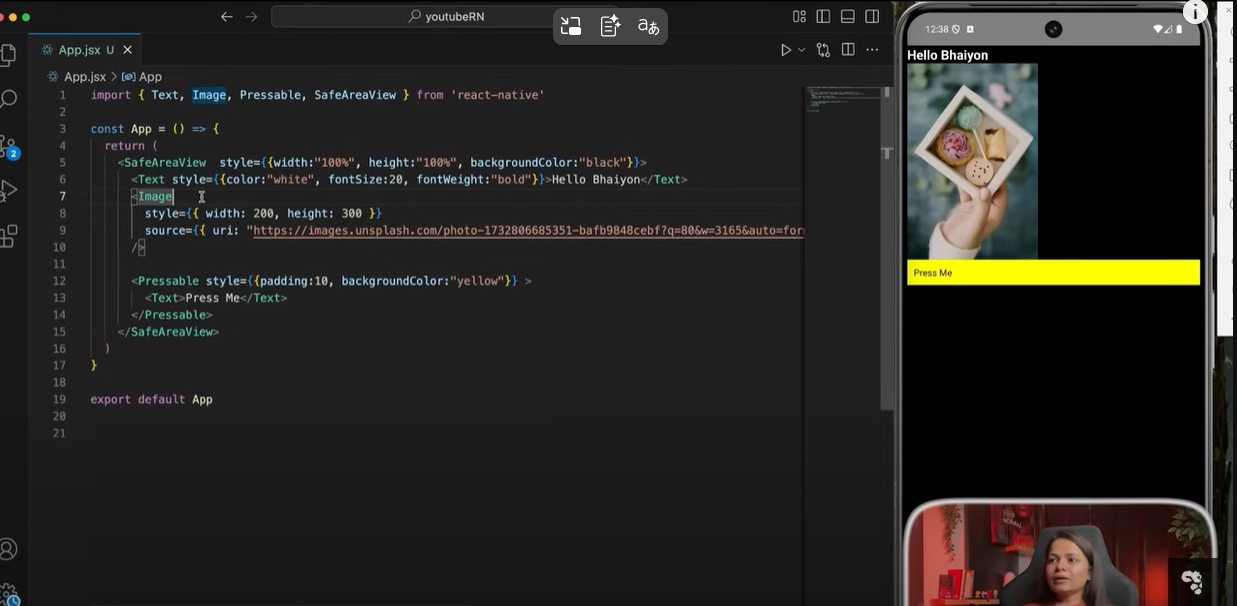 youtubeRN
App.jsx U
App.jsx > App
1 import { Text, Image, Pressable, SafeAreaView } from 'react-native'
2
3 const App = () => {
4 return (
5 <SafeAreaView style={{width:"100%", height:"100%", backgroundColor:"black"}}>
6 <Text style={{color:"white", fontSize:20, fontWeight:"bold"}}>Hello Bhaiyon</Text>
7 <Image
8 style={{ width: 200, height: 300 }}
9 source={{ uri: "https://images.unsplash.com/photo-1732806685351-bafb9848cebf?q=80&w=3165&auto=for
10 />
11
12 <Pressable style={{padding:10, backgroundColor:"yellow"}} >
13 <Text>Press Me</Text>
14 </Pressable>
15 </SafeAreaView>
16 )
17 }
18
19 export default App
20
21
2
12:38
Hello Bhaiyon
Press Me